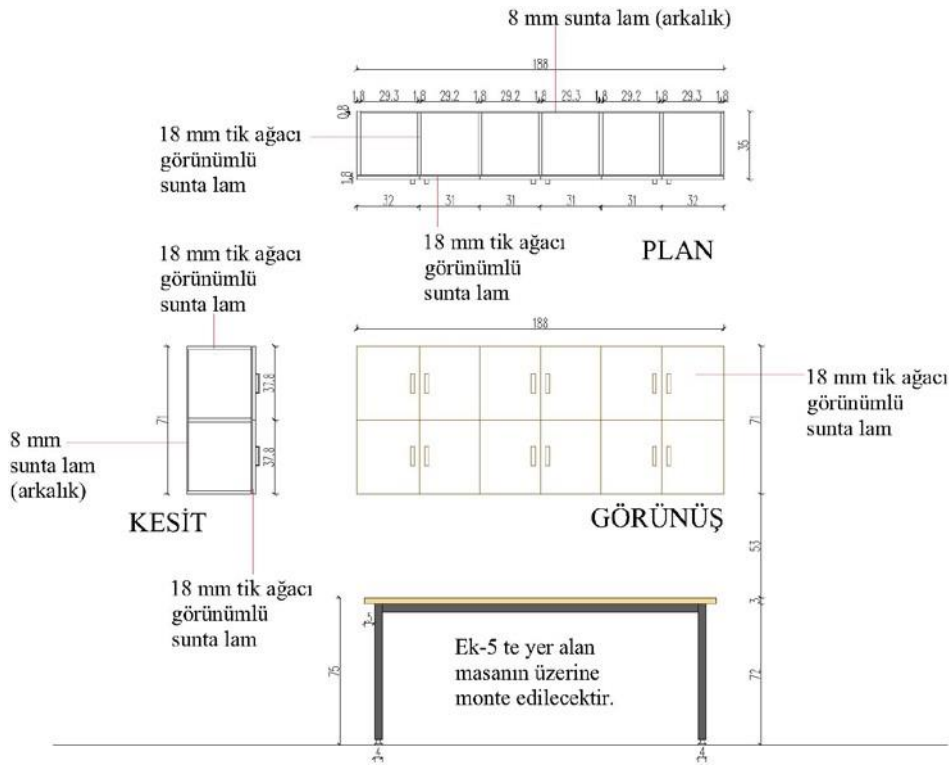 8 mm sunta lam (arkalık)
188
1,8 29.3 1,8 29.2 1,8 29.2 1,8 29.3 1,8 29.2 1,8 29.3 1,8
0,8
18 mm tik ağacı
görünümlü
sunta lam
35
1,8
32 31 31 31 31 32
18 mm tik ağacı
görünümlü
sunta lam
PLAN
18 mm tik ağacı
görünümlü
sunta lam
188
37,8
37,8
71
8 mm
sunta lam
(arkalık)
KESİT
18 mm tik ağacı
görünümlü
sunta lam
71
18 mm tik ağacı
görünümlü
sunta lam
GÖRÜNÜŞ
53
3
72
75
Ek-5 te yer alan
masanın üzerine
monte edilecektir.
4
4